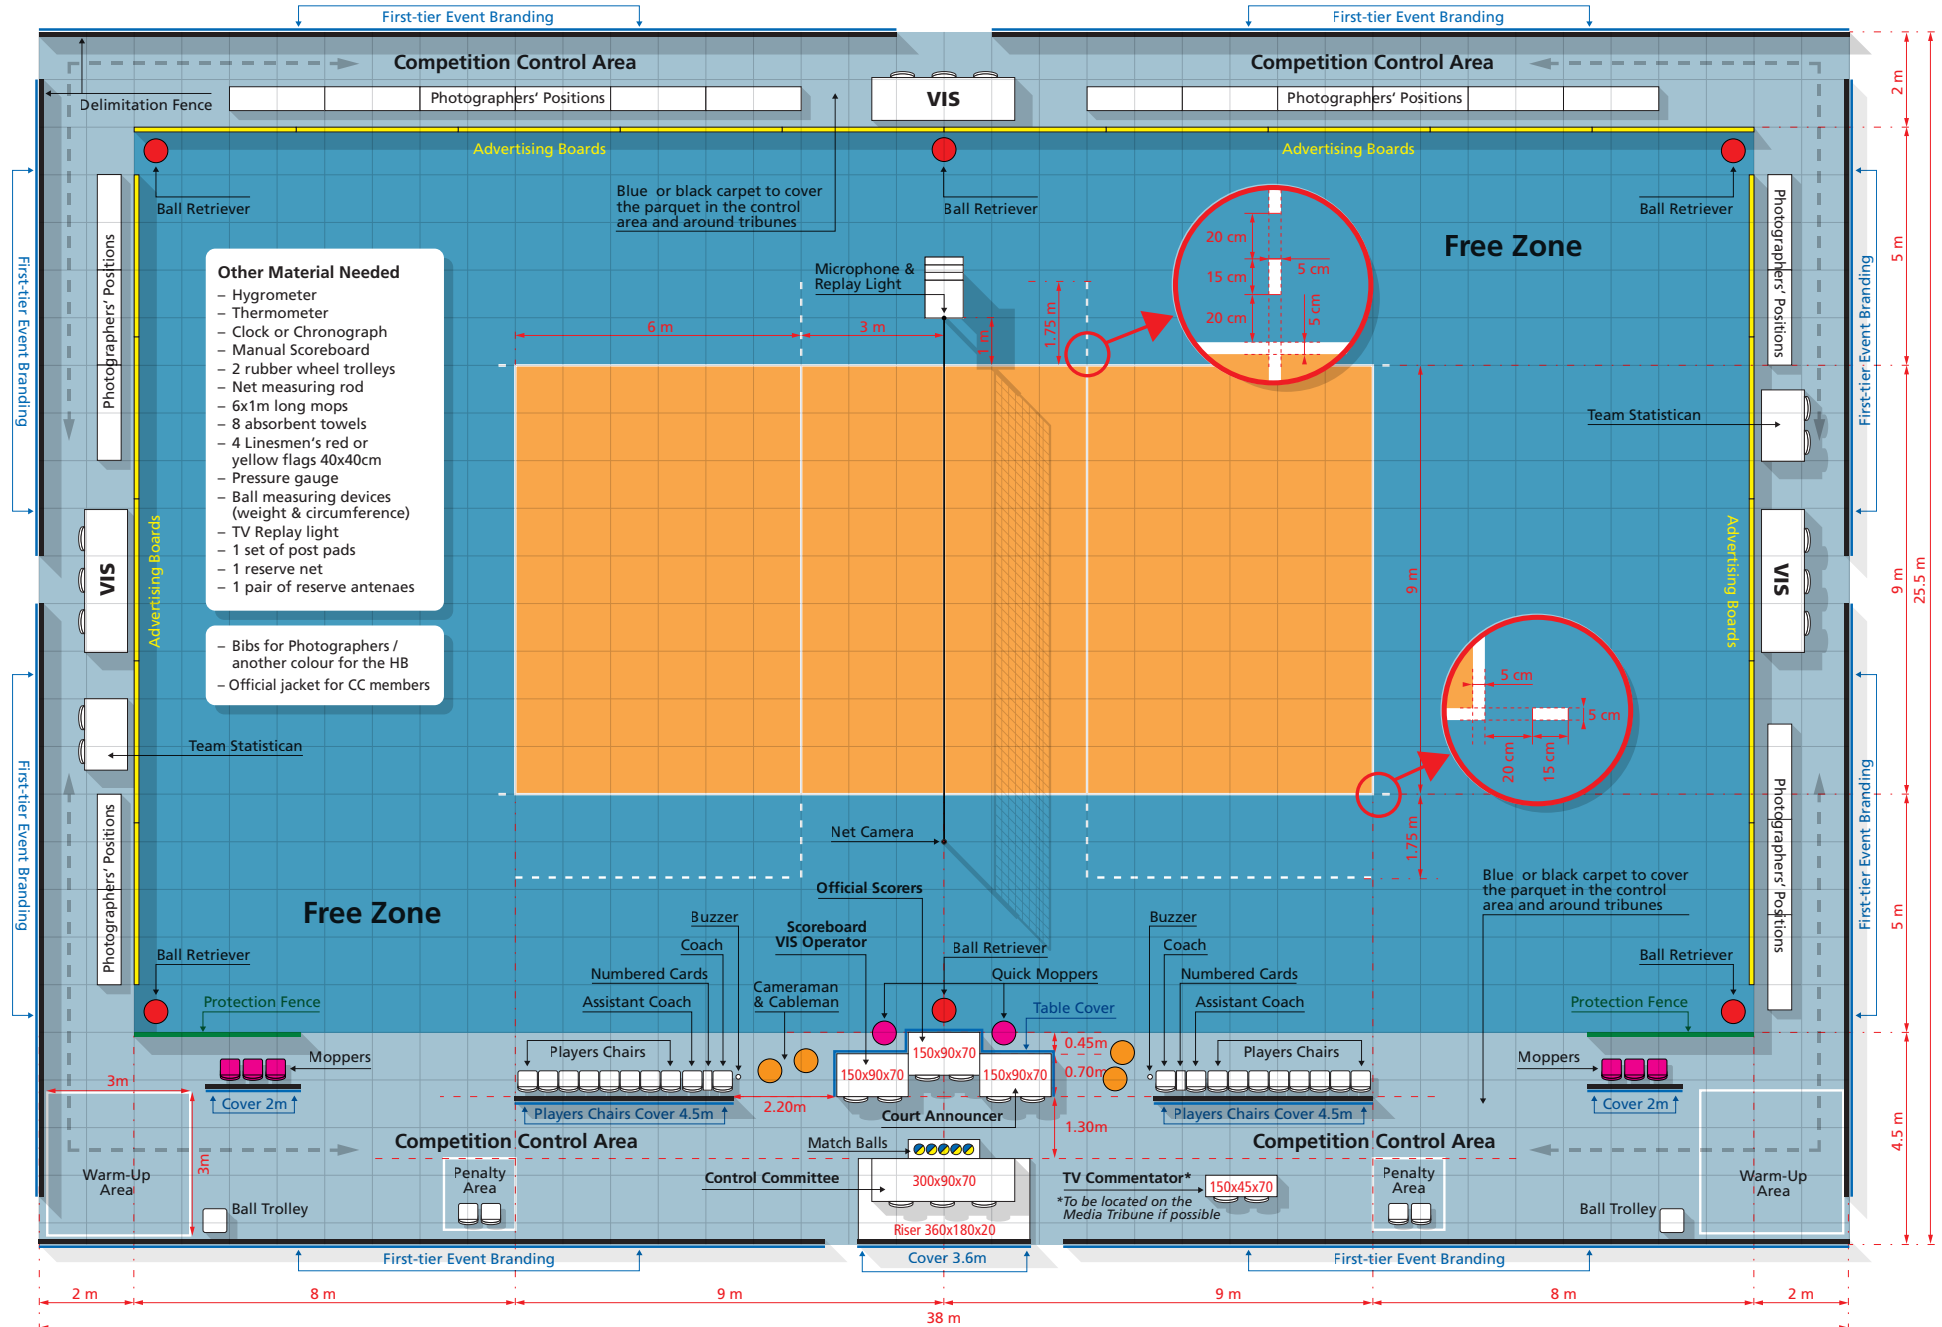 First-tier Event Branding
First-tier Event Branding
Competition Control Area
Competition Control Area
Delimitation Fence
Photographers' Positions
VIS
Photographers' Positions
2 m
Advertising Boards
Advertising Boards
Ball Retriever
Blue or black carpet to cover
the parquet in the control
area and around tribunes
Ball Retriever
Ball Retriever
Free Zone
5 m
20 cm
15 cm
5 cm
20 cm
5 cm
First-tier Event Branding
Photographers' Positions
Photographers' Positions
First-tier Event Branding
Other Material Needed
– Hygrometer
– Thermometer
– Clock or Chronograph
– Manual Scoreboard
– 2 rubber wheel trolleys
– Net measuring rod
– 6x1m long mops
– 8 absorbent towels
– 4 Linesmen's red or
yellow flags 40x40cm
– Pressure gauge
– Ball measuring devices
(weight & circumference)
– TV Replay light
– 1 set of post pads
– 1 reserve net
– 1 pair of reserve antenaes
– Bibs for Photographers /
another colour for the HB
– Official jacket for CC members
Microphone &
Replay Light
6 m
3 m
1 m
1.75 m
Team Statistican
VIS
Advertising Boards
9 m
Advertising Boards
VIS
9 m
25.5 m
5 cm
5 cm
20 cm
15 cm
Team Statistican
First-tier Event Branding
Photographers' Positions
Photographers' Positions
First-tier Event Branding
Net Camera
1.75 m
Free Zone
Official Scorers
Blue or black carpet to cover
the parquet in the control
area and around tribunes
5 m
Buzzer
Scoreboard
VIS Operator
Buzzer
Coach
Ball Retriever
Coach
Ball Retriever
Ball Retriever
Numbered Cards
Cameraman
& Cableman
Quick Moppers
Numbered Cards
Protection Fence
Assistant Coach
Table Cover
Assistant Coach
Protection Fence
Moppers
Players Chairs
150x90x70
0.45m
Players Chairs
Moppers
150x90x70
150x90x70
0.70m
3m
Cover 2m
Players Chairs Cover 4.5m
2.20m
Court Announcer
1.30m
Players Chairs Cover 4.5m
Cover 2m
4.5 m
Competition Control Area
Match Balls
Competition Control Area
3m
Warm-Up
Area
Penalty
Area
Control Committee
300x90x70
TV Commentator*
150x45x70
*To be located on the
Media Tribune if possible
Penalty
Area
Warm-Up
Area
Ball Trolley
Riser 360x180x20
Ball Trolley
First-tier Event Branding
Cover 3.6m
First-tier Event Branding
2 m
8 m
9 m
9 m
8 m
2 m
38 m